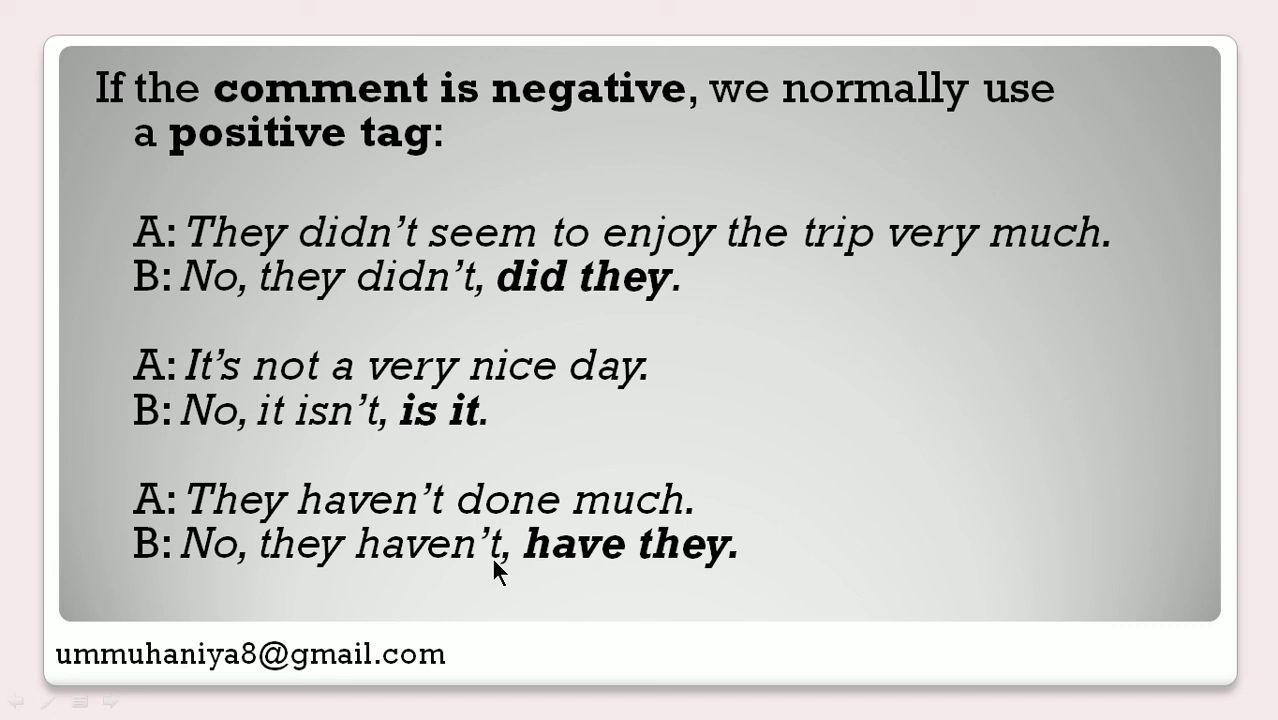 If the comment is negative, we normally use
a positive tag:
A: They didn’t seem to enjoy the trip very much.
B: No, they didn’t, did they.
A: It’s not a very nice day.
B: No, it isn’t, is it.
A: They haven’t done much.
B: No, they haven’t, have they.
ummuhaniya8@gmail.com